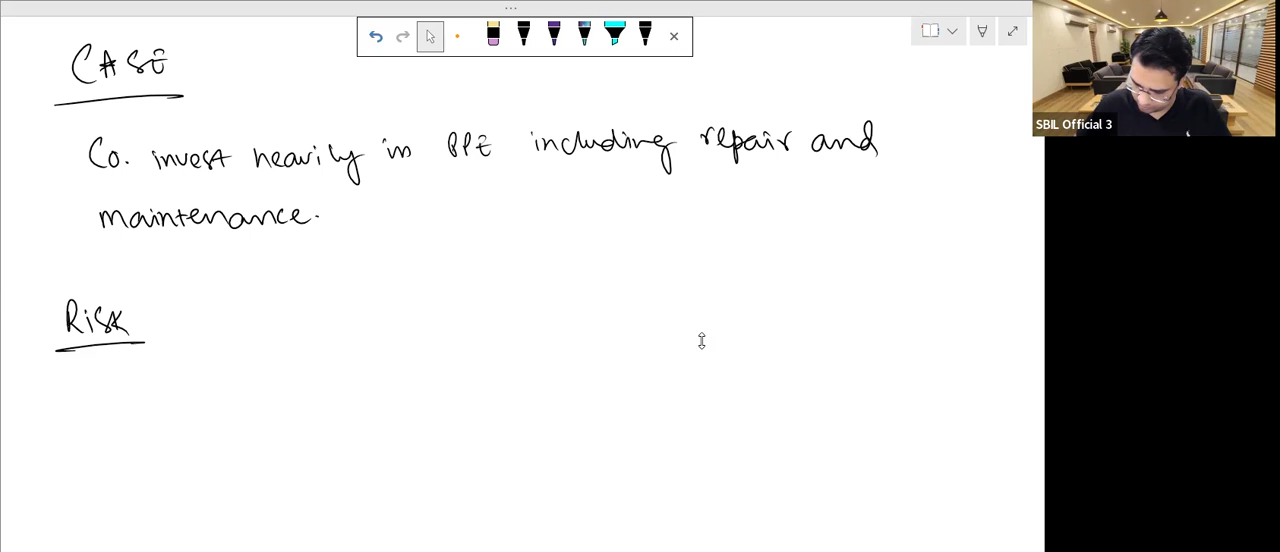 CASE
Co. invest heavily in PPE including repair and
maintenance.
Risk
SBIL Official 3